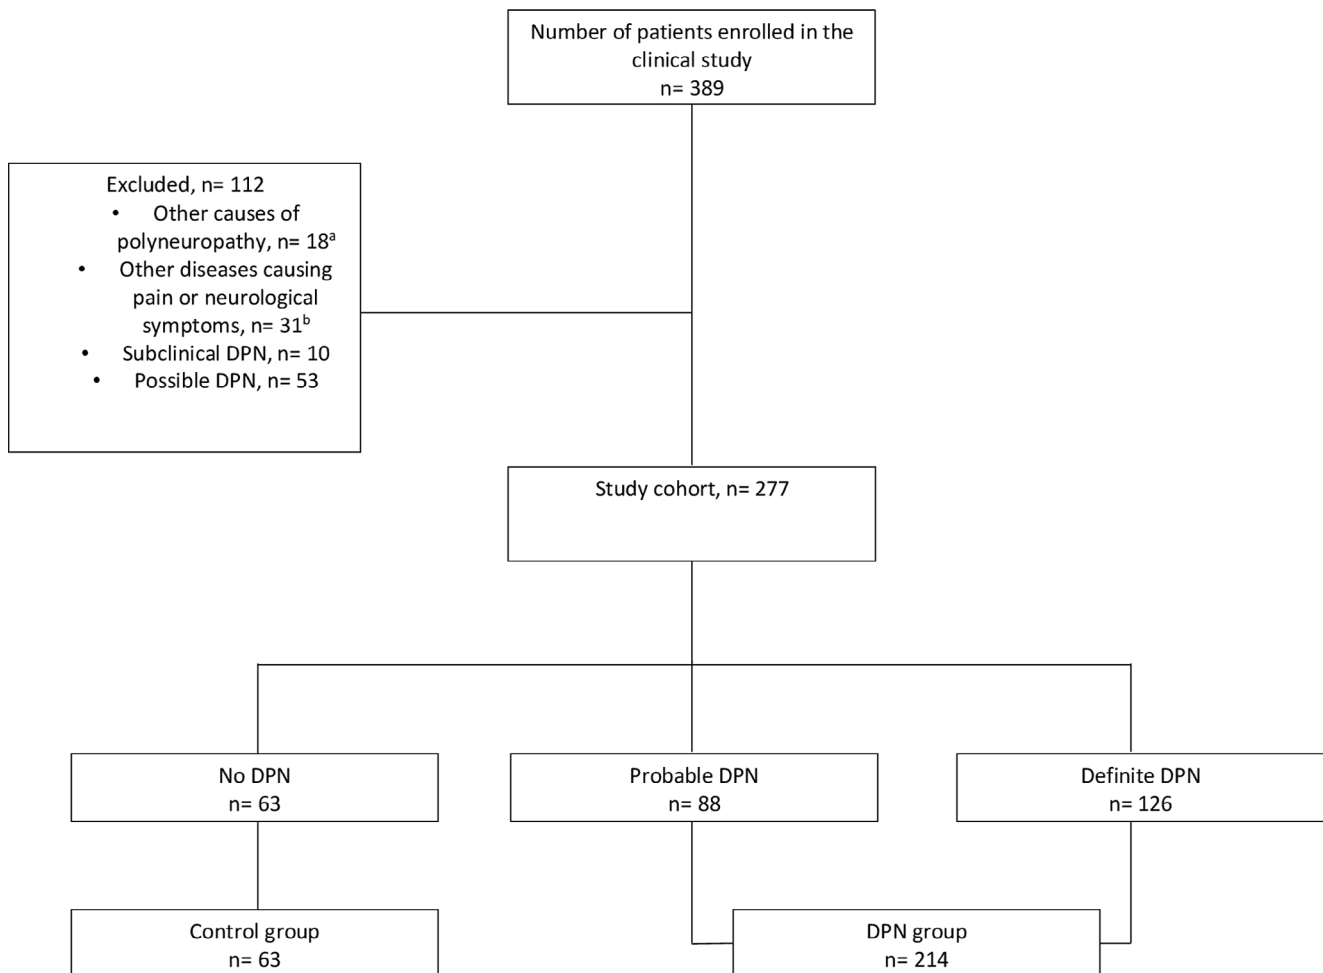 Number of patients enrolled in the
clinical study
n= 389
Excluded, n= 112
• Other causes of
polyneuropathy, n= 18ᵃ
• Other diseases causing
pain or neurological
symptoms, n= 31ᵇ
• Subclinical DPN, n= 10
• Possible DPN, n= 53
Study cohort, n= 277
No DPN
n= 63
Probable DPN
n= 88
Definite DPN
n= 126
Control group
n= 63
DPN group
n= 214